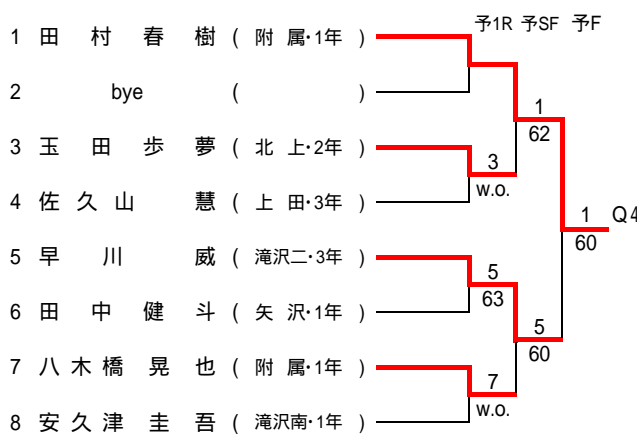 予1R 予SF 予F
1 田村春樹 ( 附属・1年 )
2 bye ( )
1
62
3 玉田歩夢 ( 北上・2年 )
3
w.o.
4 佐久山慧 ( 上田・3年 )
1 Q4
60
5 早川威 ( 滝沢二・3年 )
5
63
6 田中健斗 ( 矢沢・1年 )
5
60
7 八木橋晃也 ( 附属・1年 )
7
w.o.
8 安久津圭吾 ( 滝沢南・1年 )